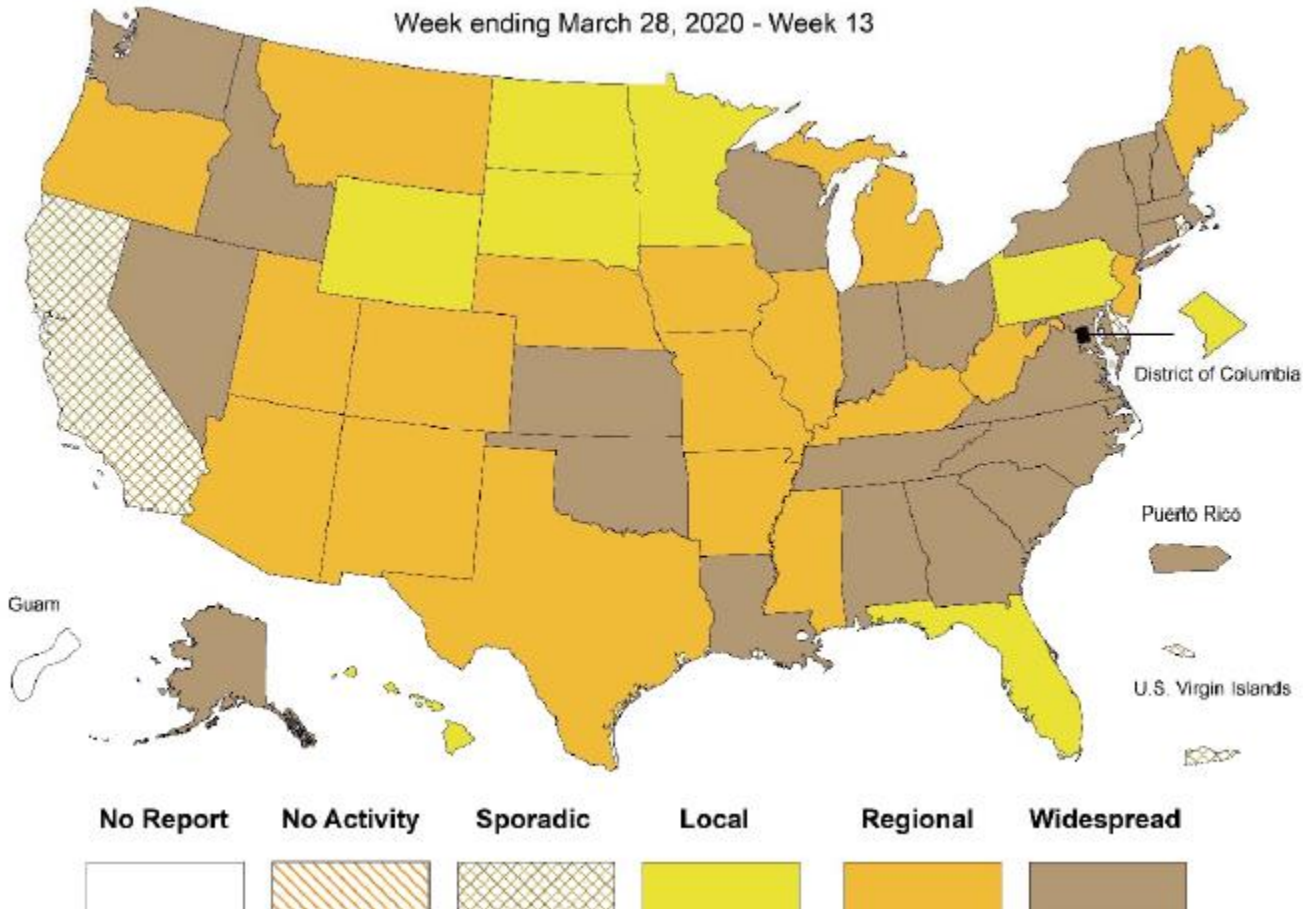 Week ending March 28, 2020 - Week 13
District of Columbia
Puerto Rico
Guam
U.S. Virgin Islands
No Report No Activity Sporadic Local Regional Widespread